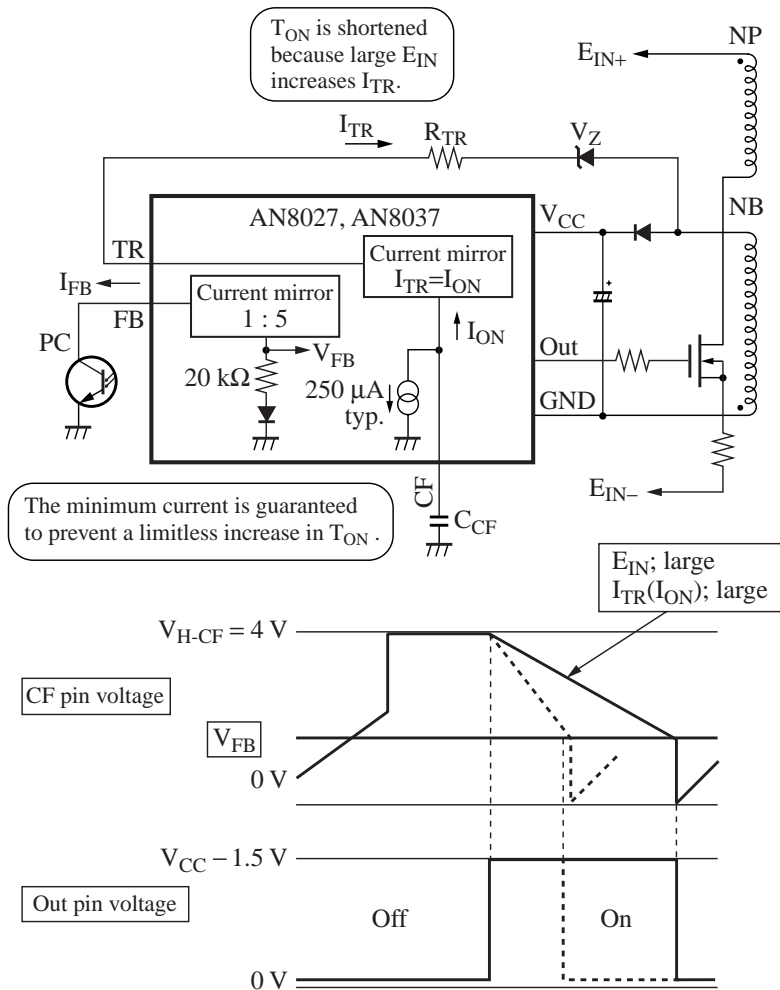 T_ON is shortened
because large E_IN
increases I_TR.
NP
E_IN+
I_TR
R_TR
V_Z
AN8027, AN8037
V_CC
NB
TR
Current mirror
I_TR=I_ON
I_FB
FB
Current mirror
1 : 5
I_ON
PC
V_FB
Out
20 kΩ
250 μA
typ.
GND
CF
E_IN–
The minimum current is guaranteed
to prevent a limitless increase in T_ON .
C_CF
E_IN; large
I_TR(I_ON); large
V_H-CF = 4 V
CF pin voltage
V_FB
0 V
V_CC – 1.5 V
Out pin voltage
Off
On
0 V